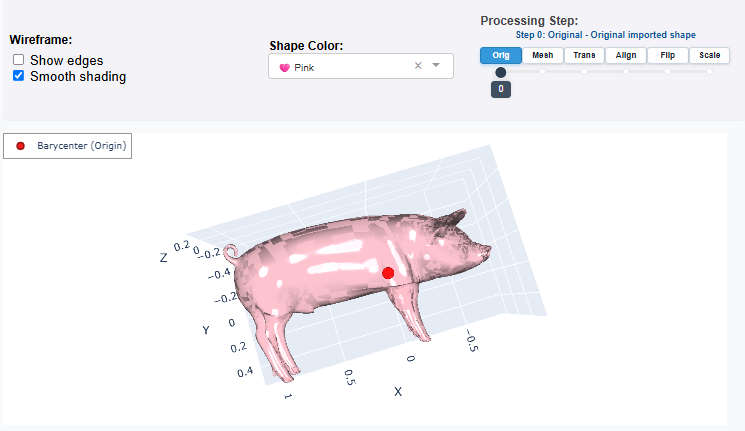 Wireframe:
Show edges
Smooth shading
Shape Color:
Pink
Processing Step:
Step 0: Original - Original imported shape
Orig
Mesh
Trans
Align
Flip
Scale
0
Barycenter (Origin)
Z
0.2
0
−0.2
−0.4
−0.2
Y
0
0.2
0.4
1
0.5
0
−0.5
X